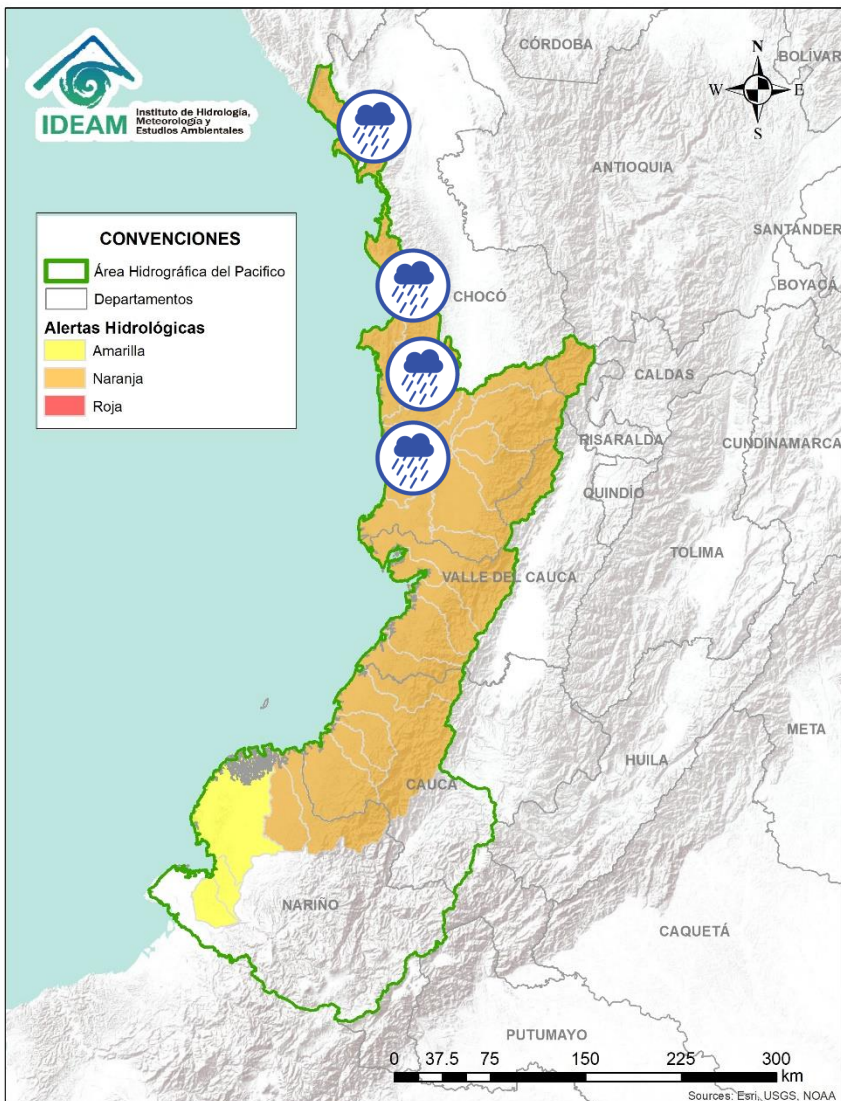 IDEAM
Instituto de Hidrología,
Meteorología y
Estudios Ambientales
CÓRDOBA
BOLÍVAR
N
W
E
S
ANTIOQUIA
SANTANDER
BOYACÁ
CONVENCIONES
Área Hidrográfica del Pacifico
Departamentos
Alertas Hidrológicas
Amarilla
Naranja
Roja
CHOCÓ
CALDAS
RISARALDA
CUNDINAMARCA
QUINDÍO
TOLIMA
VALLE DEL CAUCA
META
HUILA
CAUCA
NARIÑO
CAQUETÁ
PUTUMAYO
0 37.5 75 150 225 300
km
Sources: Esri, USGS, NOAA